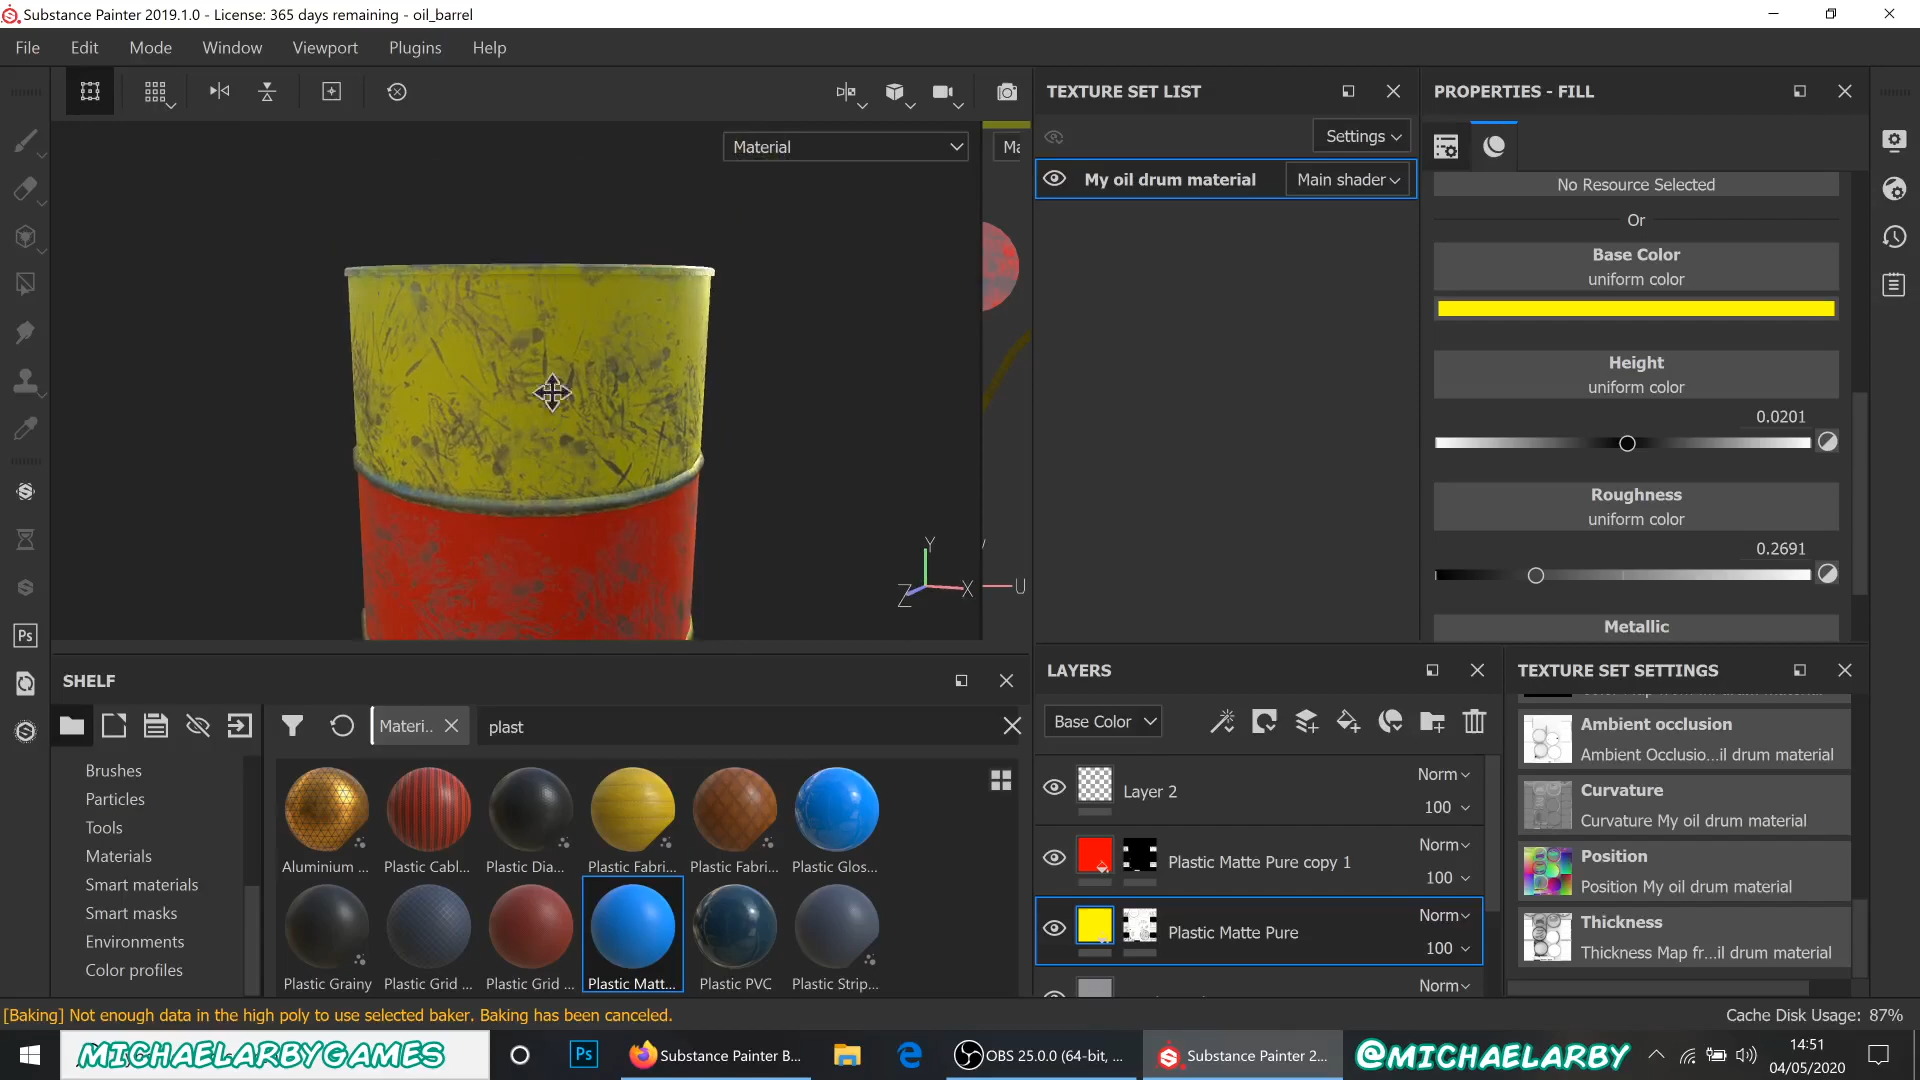 Substance Painter 2019.1.0 - License: 365 days remaining - oil_barrel
File Edit Mode Window Viewport Plugins Help
Material
Ma
TEXTURE SET LIST
Settings
My oil drum material Main shader
PROPERTIES - FILL
No Resource Selected
Or
Base Color
uniform color
Height
uniform color
0.0201
Roughness
uniform color
0.2691
Metallic
Y
Z
X
U
SHELF
Materi..
plast
Brushes
Particles
Tools
Materials
Smart materials
Smart masks
Environments
Color profiles
Aluminium ... Plastic Cabl... Plastic Dia... Plastic Fabri... Plastic Fabri... Plastic Glos...
Plastic Grainy Plastic Grid ... Plastic Grid ... Plastic Matt... Plastic PVC Plastic Strip...
LAYERS
Base Color
Layer 2
Norm
100
Plastic Matte Pure copy 1
Norm
100
Plastic Matte Pure
Norm
100
Norm
TEXTURE SET SETTINGS
Ambient occlusion
Ambient Occlusio...il drum material
Curvature
Curvature My oil drum material
Position
Position My oil drum material
Thickness
Thickness Map fr...il drum material
[Baking] Not enough data in the high poly to use selected baker. Baking has been canceled.
Cache Disk Usage: 87%
MICHAELARBYGAMES
Ps
Ps
Substance Painter B...
OBS 25.0.0 (64-bit, ...
Substance Painter 2...
@MICHAELARBY
14:51
04/05/2020